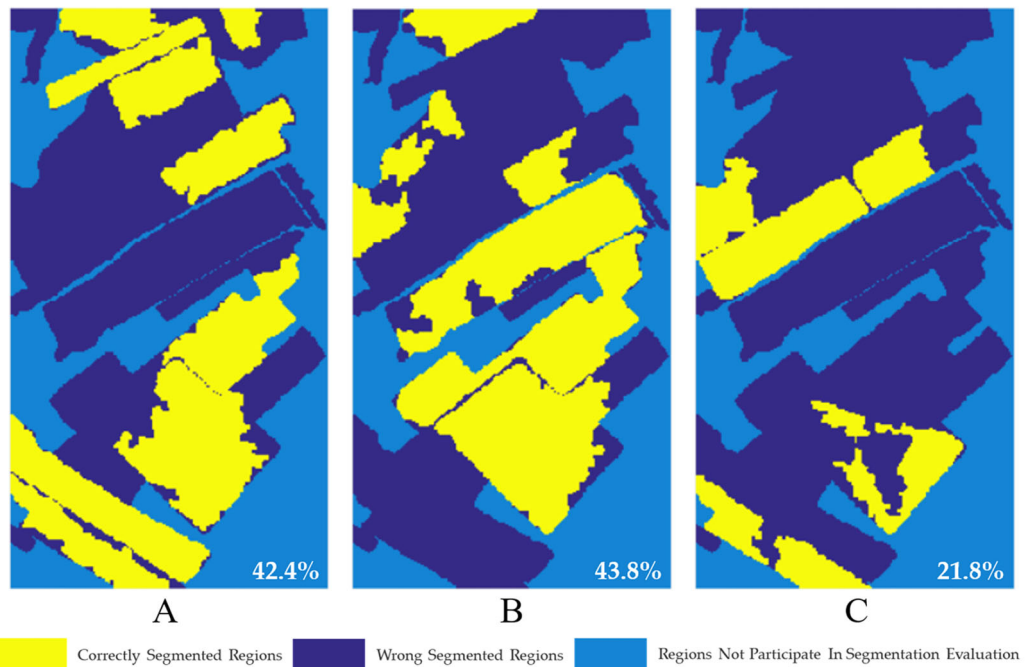 42.4% 43.8% 21.8%
A B C
Correctly Segmented Regions Wrong Segmented Regions Regions Not Participate In Segmentation Evaluation